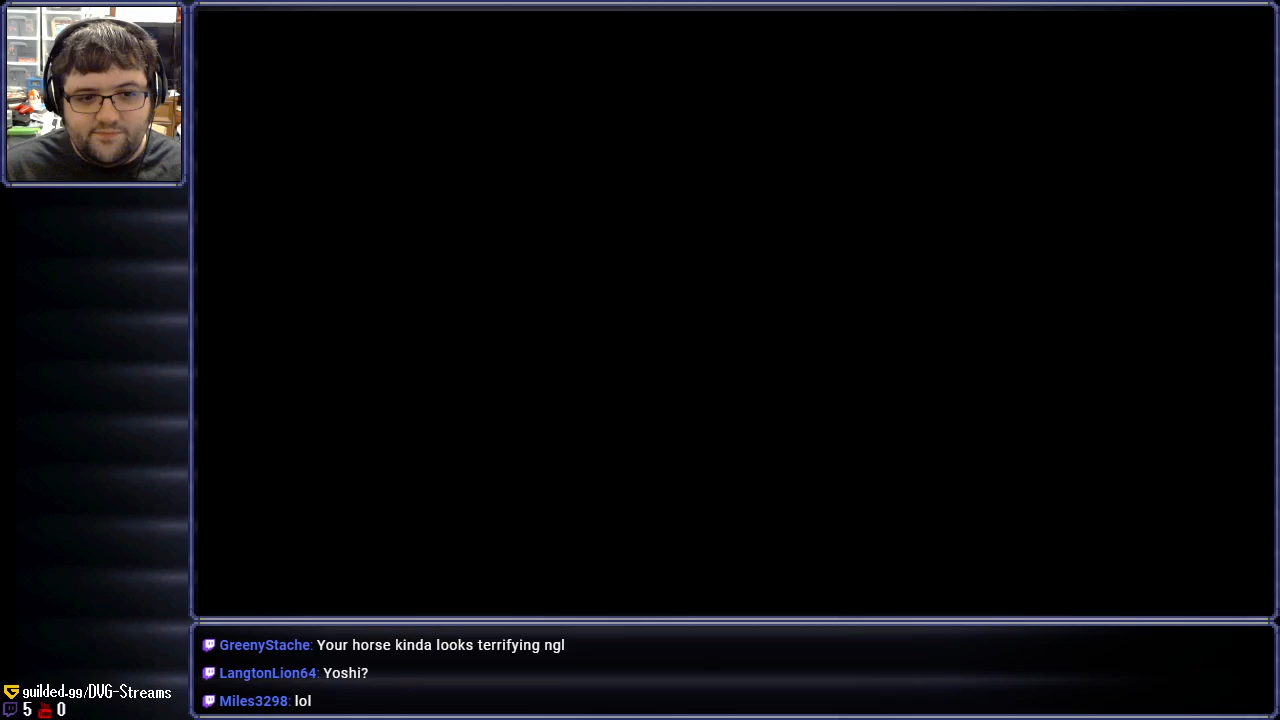 GreenyStache: Your horse kinda looks terrifying ngl
LangtonLion64: Yoshi?
Miles3298: lol
guilded.gg/DVG-Streams
5 0